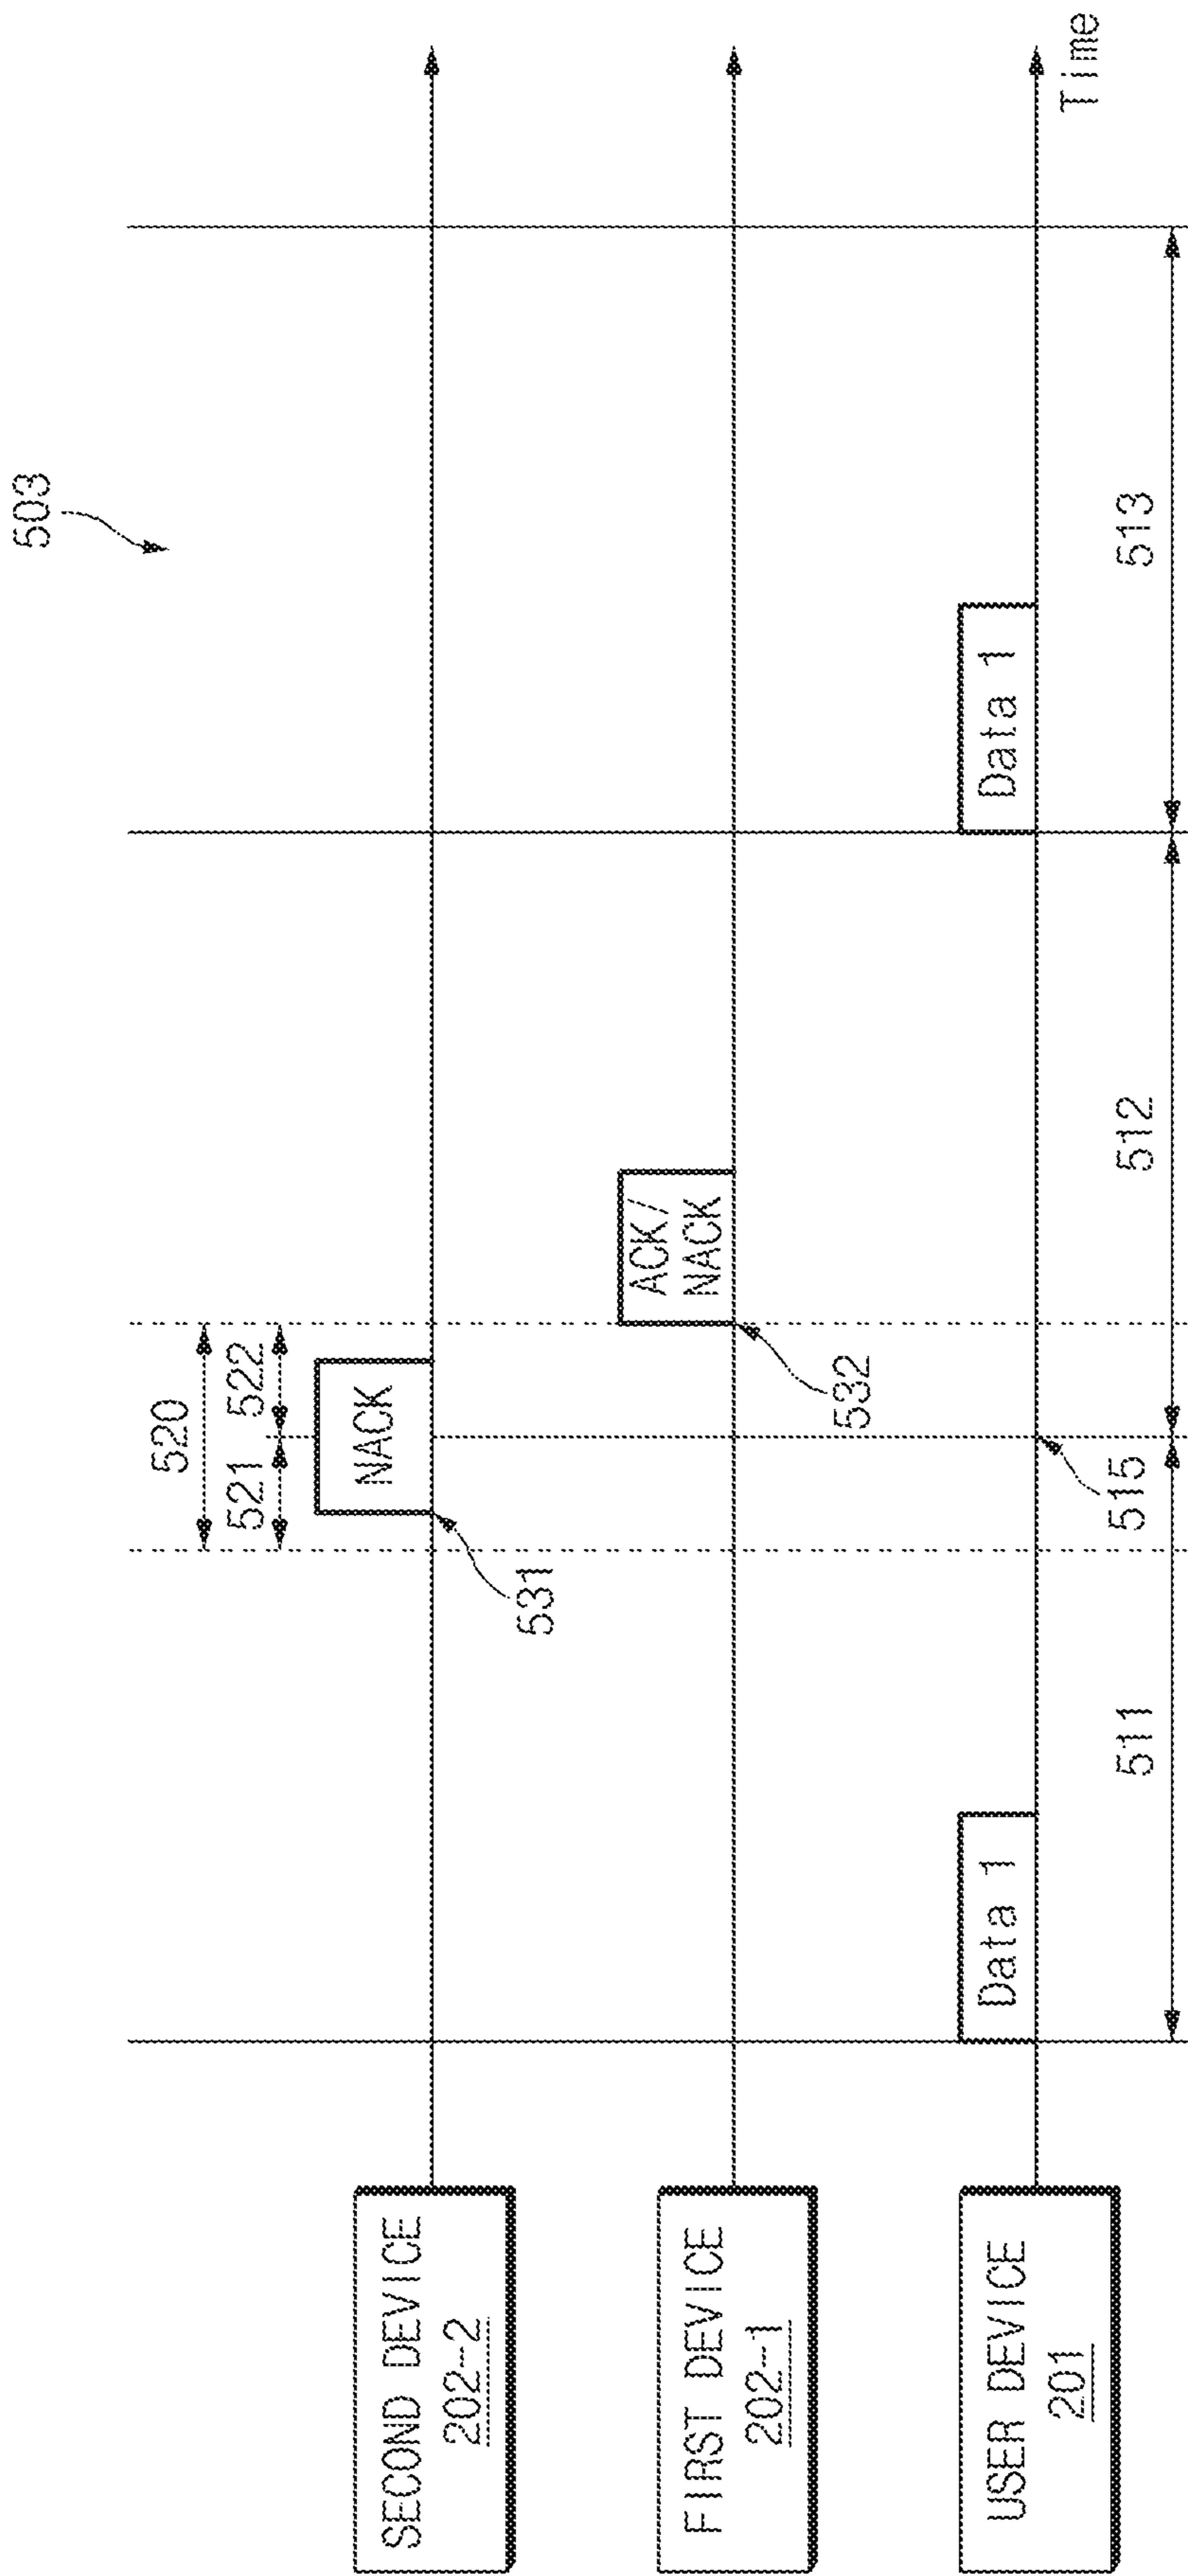 503
520
521
522
SECOND DEVICE
202-2
NACK
531
FIRST DEVICE
202-1
ACK/
NACK
532
USER DEVICE
201
Data 1
Data 1
515
Time
511
512
513